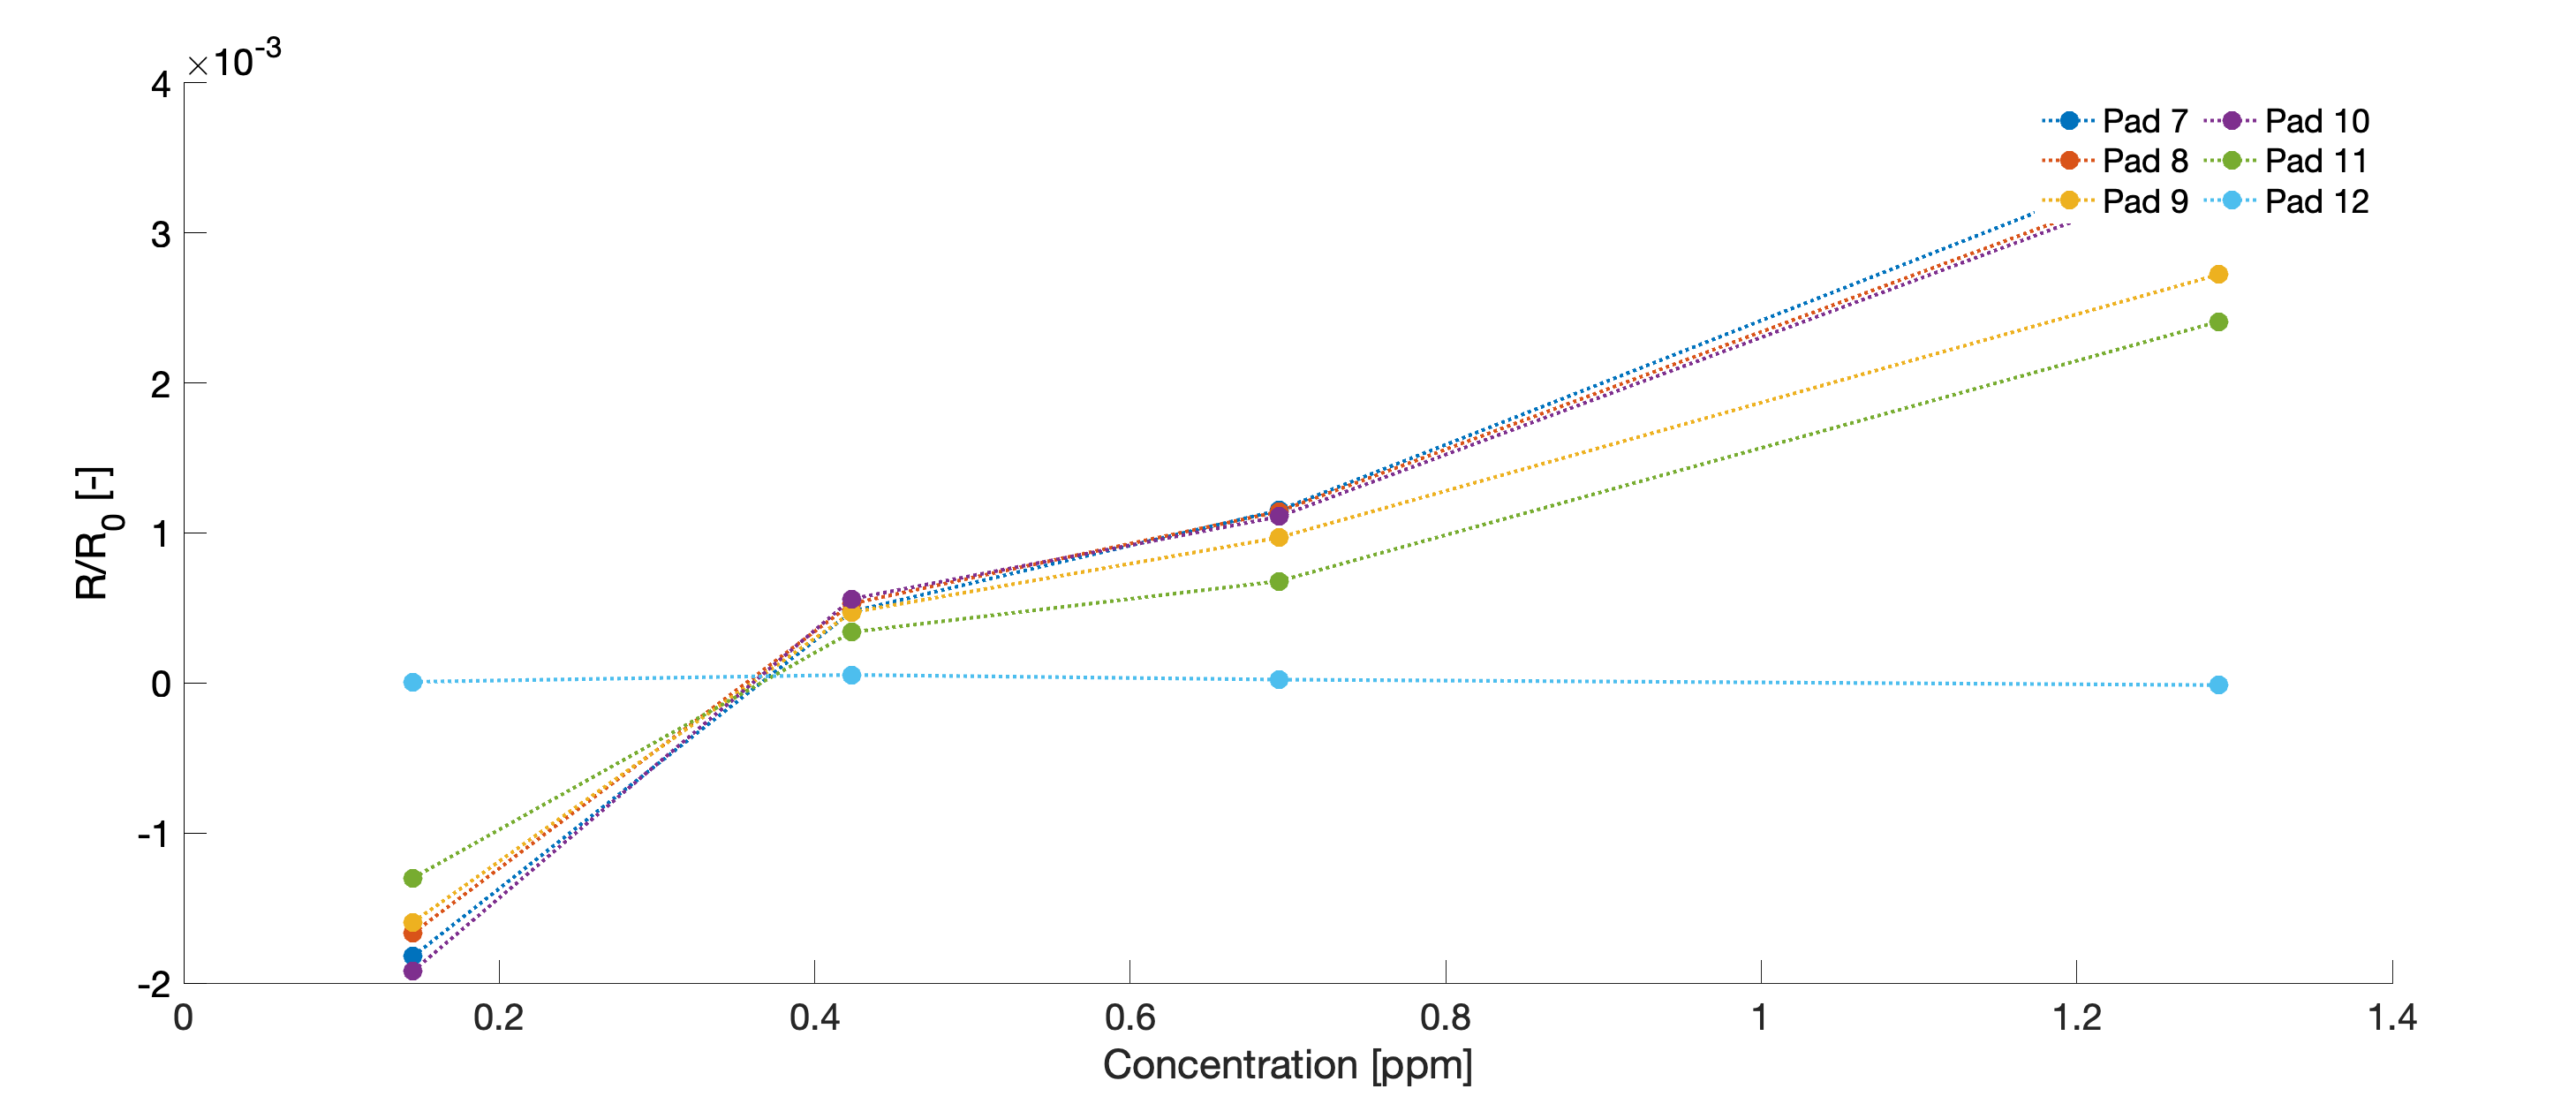 ×10-3
4
3
2
1
0
-1
-2
R/R0 [-]
0 0.2 0.4 0.6 0.8 1 1.2 1.4
Concentration [ppm]
Pad 7 Pad 10
Pad 8 Pad 11
Pad 9 Pad 12